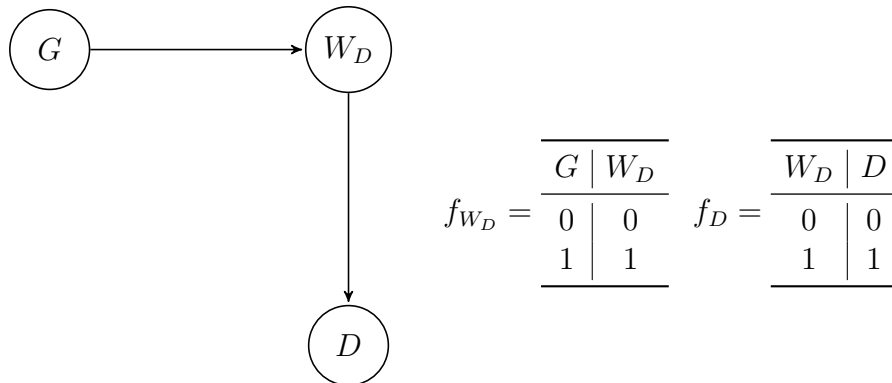 G
W_D
G | W_D
W_D | D
f_{W_D} =
0 | 0
f_D =
0 | 0
1 | 1
1 | 1
D